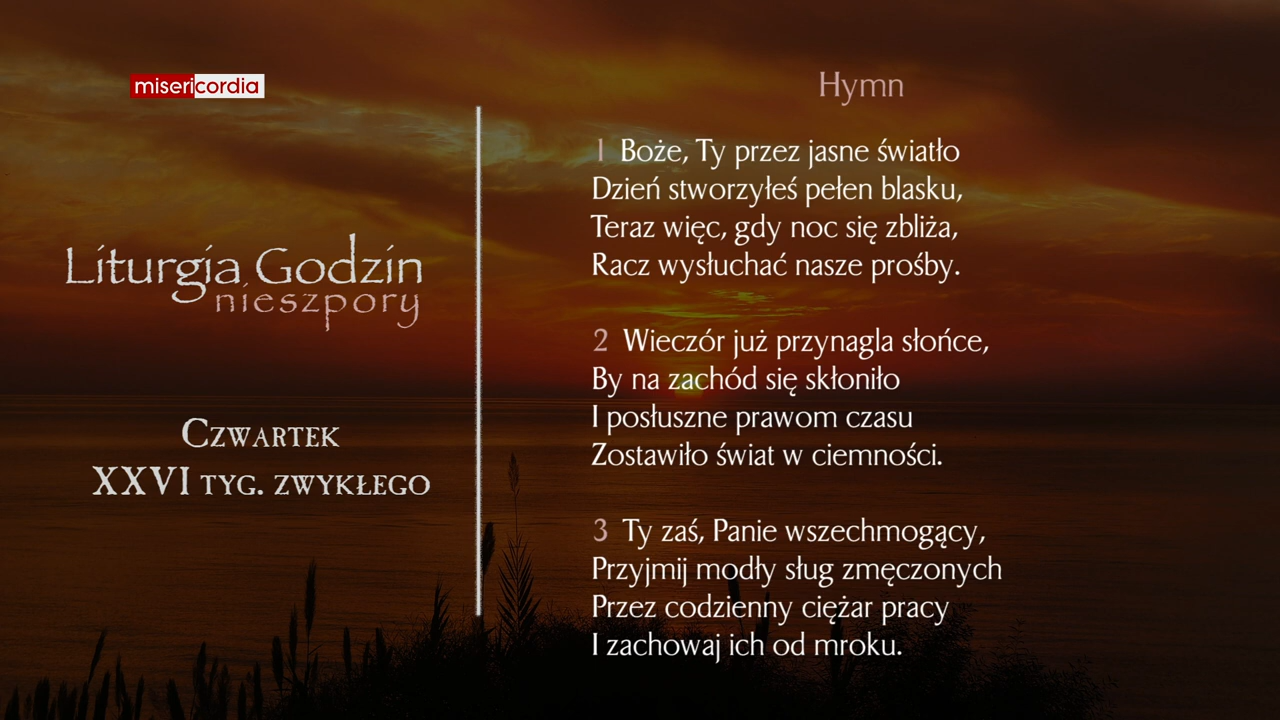 misericordia
Liturgia Godzin
nieszpory
Czwartek
XXVI tyg. zwykłego
Hymn
1 Boże, Ty przez jasne światło
Dzień stworzyłeś pełen blasku,
Teraz więc, gdy noc się zbliża,
Racz wysłuchać nasze prośby.
2 Wieczór już przynagla słońce,
By na zachód się skłoniło
I posłuszne prawom czasu
Zostawiło świat w ciemności.
3 Ty zaś, Panie wszechmogący,
Przyjmij modły sług zmęczonych
Przez codzienny ciężar pracy
I zachowaj ich od mroku.